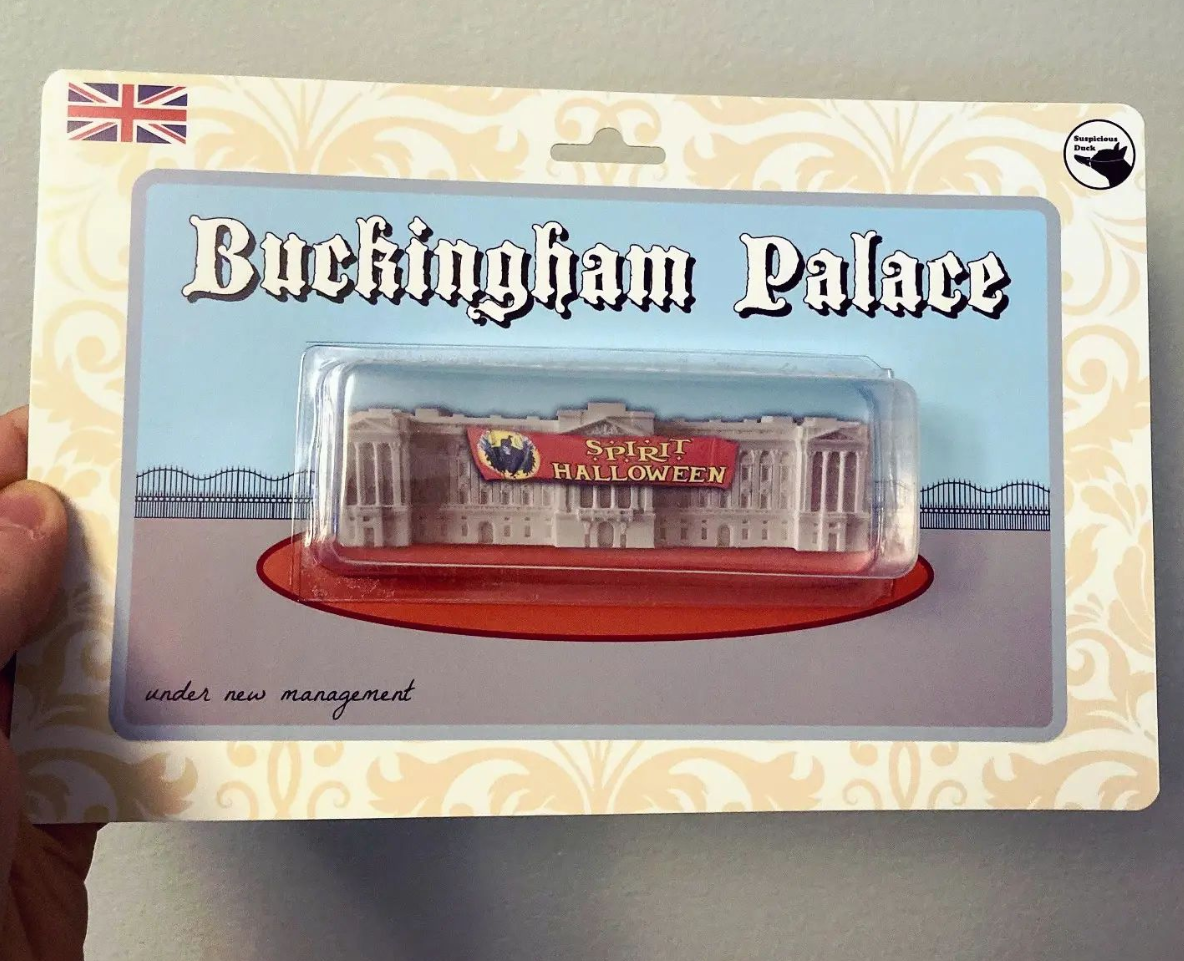 Suspicious
Duck
Buckingham Palace
SPIRIT
HALLOWEEN
under new management